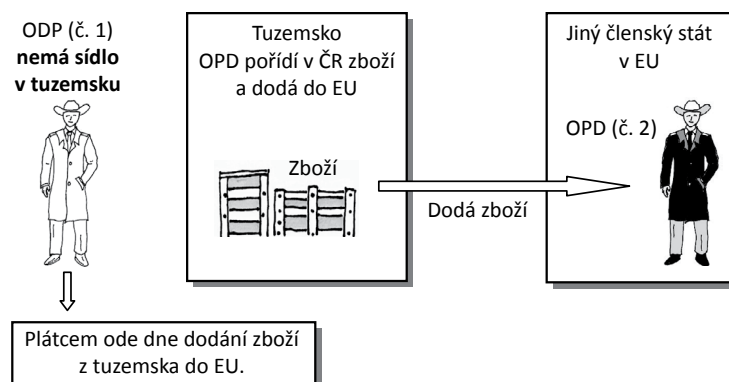 ODP (č. 1)
nemá sídlo
v tuzemsku
Tuzemsko
OPD pořídí v ČR zboží
a dodá do EU
Zboží
Dodá zboží
Jiný členský stát
v EU
OPD (č. 2)
Plátcem ode dne dodání zboží
z tuzemska do EU.